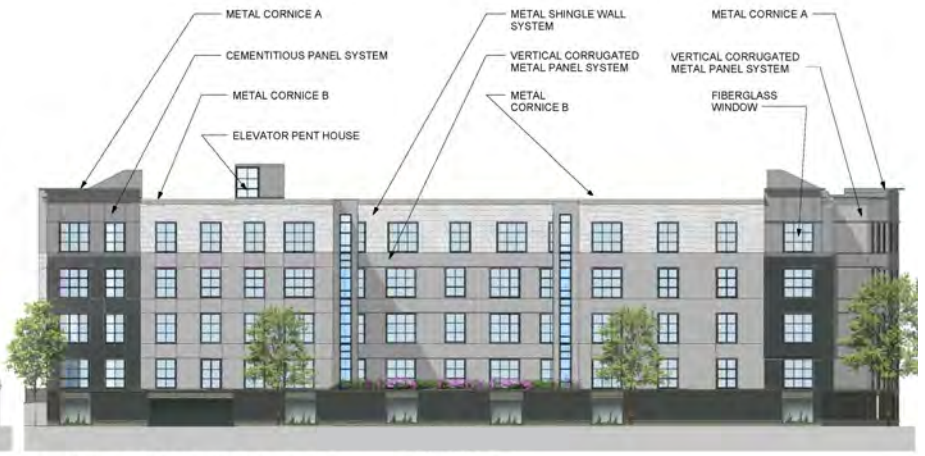 METAL CORNICE A
CEMENTITIOUS PANEL SYSTEM
METAL CORNICE B
ELEVATOR PENT HOUSE
METAL SHINGLE WALL
SYSTEM
VERTICAL CORRUGATED
METAL PANEL SYSTEM
METAL
CORNICE B
METAL CORNICE A
VERTICAL CORRUGATED
METAL PANEL SYSTEM
FIBERGLASS
WINDOW